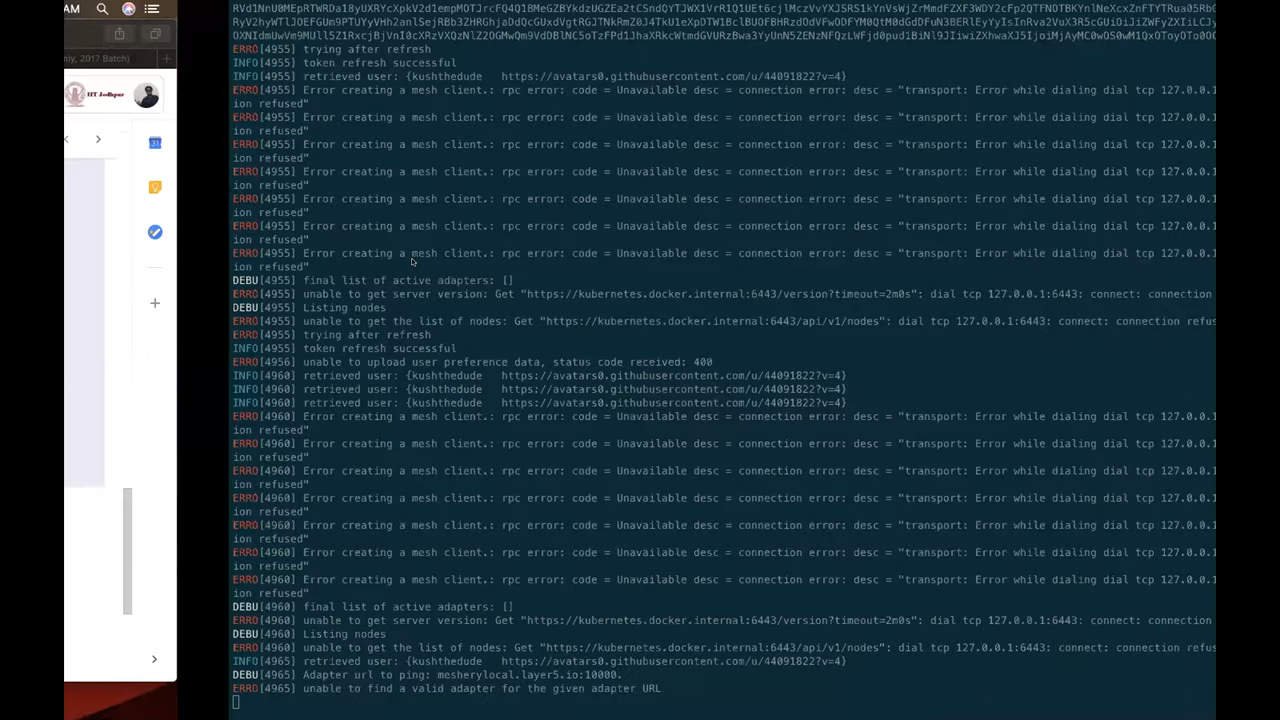 AM
nly, 2017 Batch)
IIT Jodhpur
31
ERRO[4955] trying after refresh
INFO[4955] token refresh successful
INFO[4955] retrieved user: {kushthedude   https://avatars0.githubusercontent.com/u/44091822?v=4}
ERRO[4955] Error creating a mesh client.: rpc error: code = Unavailable desc = connection error: desc = "transport: Error while dialing dial tcp 127.0.0.1
ion refused"
ERRO[4955] Error creating a mesh client.: rpc error: code = Unavailable desc = connection error: desc = "transport: Error while dialing dial tcp 127.0.0.1
ion refused"
ERRO[4955] Error creating a mesh client.: rpc error: code = Unavailable desc = connection error: desc = "transport: Error while dialing dial tcp 127.0.0.1
ion refused"
ERRO[4955] Error creating a mesh client.: rpc error: code = Unavailable desc = connection error: desc = "transport: Error while dialing dial tcp 127.0.0.1
ion refused"
ERRO[4955] Error creating a mesh client.: rpc error: code = Unavailable desc = connection error: desc = "transport: Error while dialing dial tcp 127.0.0.1
ion refused"
ERRO[4955] Error creating a mesh client.: rpc error: code = Unavailable desc = connection error: desc = "transport: Error while dialing dial tcp 127.0.0.1
ion refused"
ERRO[4955] Error creating a mesh client.: rpc error: code = Unavailable desc = connection error: desc = "transport: Error while dialing dial tcp 127.0.0.1
ion refused"
DEBU[4955] final list of active adapters: []
ERRO[4955] unable to get server version: Get "https://kubernetes.docker.internal:6443/version?timeout=2m0s": dial tcp 127.0.0.1:6443: connect: connection
DEBU[4955] Listing nodes
ERRO[4955] unable to get the list of nodes: Get "https://kubernetes.docker.internal:6443/api/v1/nodes": dial tcp 127.0.0.1:6443: connect: connection refus
ERRO[4955] trying after refresh
INFO[4955] token refresh successful
ERRO[4956] unable to upload user preference data, status code received: 400
INFO[4960] retrieved user: {kushthedude   https://avatars0.githubusercontent.com/u/44091822?v=4}
INFO[4960] retrieved user: {kushthedude   https://avatars0.githubusercontent.com/u/44091822?v=4}
INFO[4960] retrieved user: {kushthedude   https://avatars0.githubusercontent.com/u/44091822?v=4}
ERRO[4960] Error creating a mesh client.: rpc error: code = Unavailable desc = connection error: desc = "transport: Error while dialing dial tcp 127.0.0.1
ion refused"
ERRO[4960] Error creating a mesh client.: rpc error: code = Unavailable desc = connection error: desc = "transport: Error while dialing dial tcp 127.0.0.1
ion refused"
ERRO[4960] Error creating a mesh client.: rpc error: code = Unavailable desc = connection error: desc = "transport: Error while dialing dial tcp 127.0.0.1
ion refused"
ERRO[4960] Error creating a mesh client.: rpc error: code = Unavailable desc = connection error: desc = "transport: Error while dialing dial tcp 127.0.0.1
ion refused"
ERRO[4960] Error creating a mesh client.: rpc error: code = Unavailable desc = connection error: desc = "transport: Error while dialing dial tcp 127.0.0.1
ion refused"
ERRO[4960] Error creating a mesh client.: rpc error: code = Unavailable desc = connection error: desc = "transport: Error while dialing dial tcp 127.0.0.1
ion refused"
ERRO[4960] Error creating a mesh client.: rpc error: code = Unavailable desc = connection error: desc = "transport: Error while dialing dial tcp 127.0.0.1
ion refused"
DEBU[4960] final list of active adapters: []
ERRO[4960] unable to get server version: Get "https://kubernetes.docker.internal:6443/version?timeout=2m0s": dial tcp 127.0.0.1:6443: connect: connection
DEBU[4960] Listing nodes
ERRO[4960] unable to get the list of nodes: Get "https://kubernetes.docker.internal:6443/api/v1/nodes": dial tcp 127.0.0.1:6443: connect: connection refus
INFO[4965] retrieved user: {kushthedude   https://avatars0.githubusercontent.com/u/44091822?v=4}
DEBU[4965] Adapter url to ping: mesherylocal.layer5.io:10000.
ERRO[4965] unable to find a valid adapter for the given adapter URL